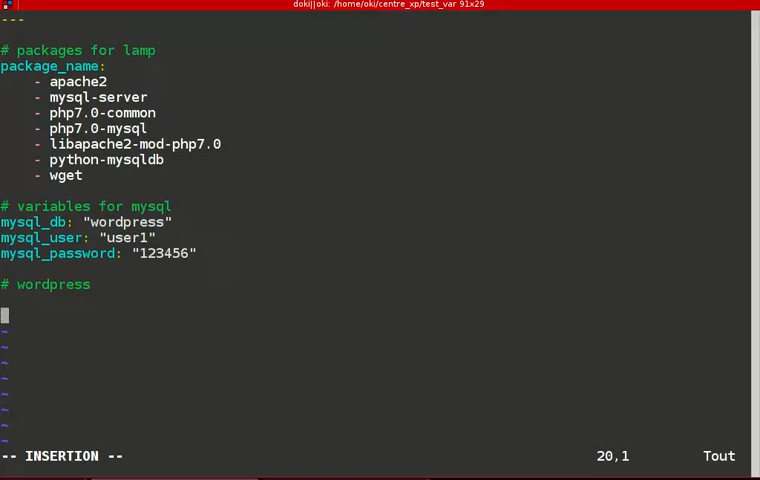 doki||oki: /home/oki/centre_xp/test_var 91x29
---
# packages for lamp
package_name:
- apache2
- mysql-server
- php7.0-common
- php7.0-mysql
- libapache2-mod-php7.0
- python-mysqldb
- wget
# variables for mysql
mysql_db: "wordpress"
mysql_user: "user1"
mysql_password: "123456"
# wordpress
~
~
~
~
~
~
~
~
-- INSERTION -- 20,1 Tout